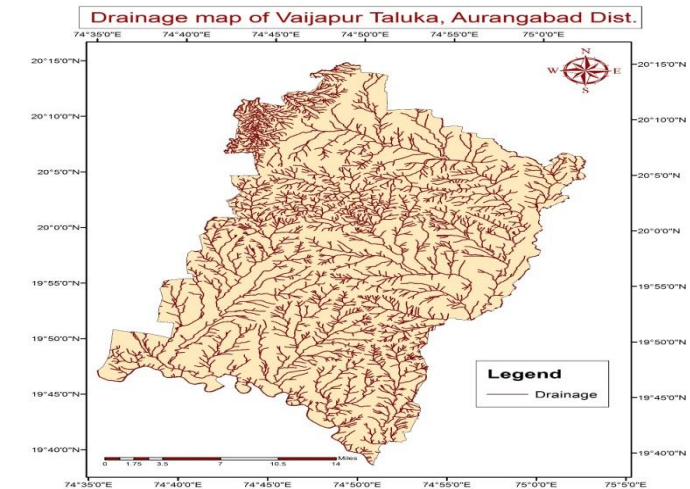 Drainage map of Vaijapur Taluka, Aurangabad Dist.
74°35'0"E 74°40'0"E 74°45'0"E 74°50'0"E 74°55'0"E 75°0'0"E
N
20°15'0"N W E 20°15'0"N
S
20°10'0"N 20°10'0"N
20°5'0"N 20°5'0"N
20°0'0"N 20°0'0"N
19°55'0"N 19°55'0"N
19°50'0"N 19°50'0"N
Legend
19°45'0"N Drainage 19°45'0"N
19°40'0"N 19°40'0"N
Miles
0 1.75 3.5 7 10.5 14
74°35'0"E 74°40'0"E 74°45'0"E 74°50'0"E 74°55'0"E 75°0'0"E 75°5'0"E